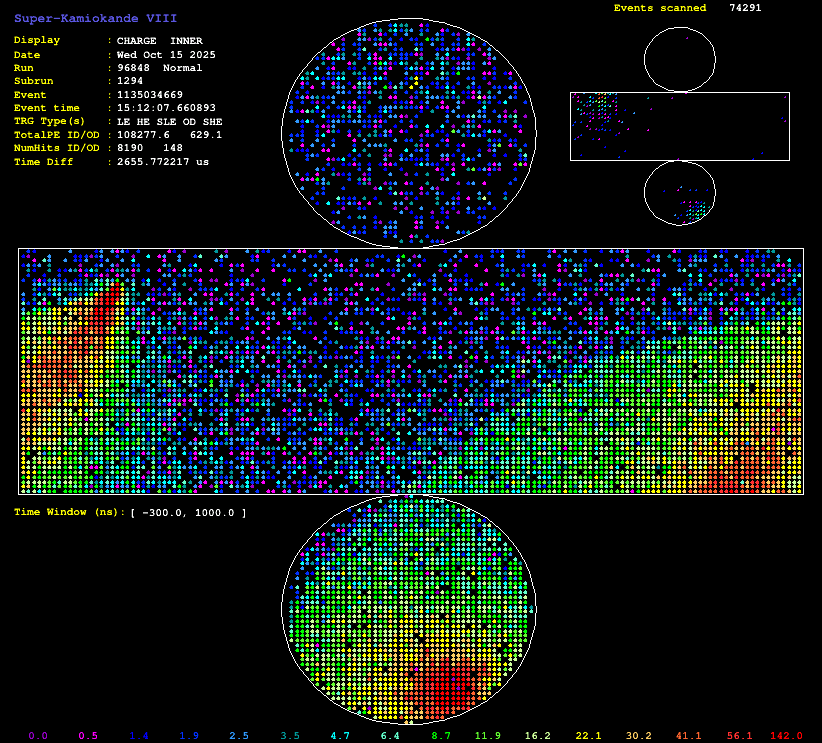 Super-Kamiokande VIII
Events scanned 74291
Display : CHARGE INNER
Date : Wed Oct 15 2025
Run : 96848 Normal
Subrun : 1294
Event : 1135034669
Event time : 15:12:07.660893
TRG Type(s) : LE HE SLE OD SHE
TotalPE ID/OD : 108277.6 629.1
NumHits ID/OD : 8190 148
Time Diff : 2655.772217 us
Time Window (ns): [ -300.0, 1000.0 ]
0.0 0.5 1.4 1.9 2.5 3.5 4.7 6.4 8.7 11.9 16.2 22.1 30.2 41.1 56.1 142.0